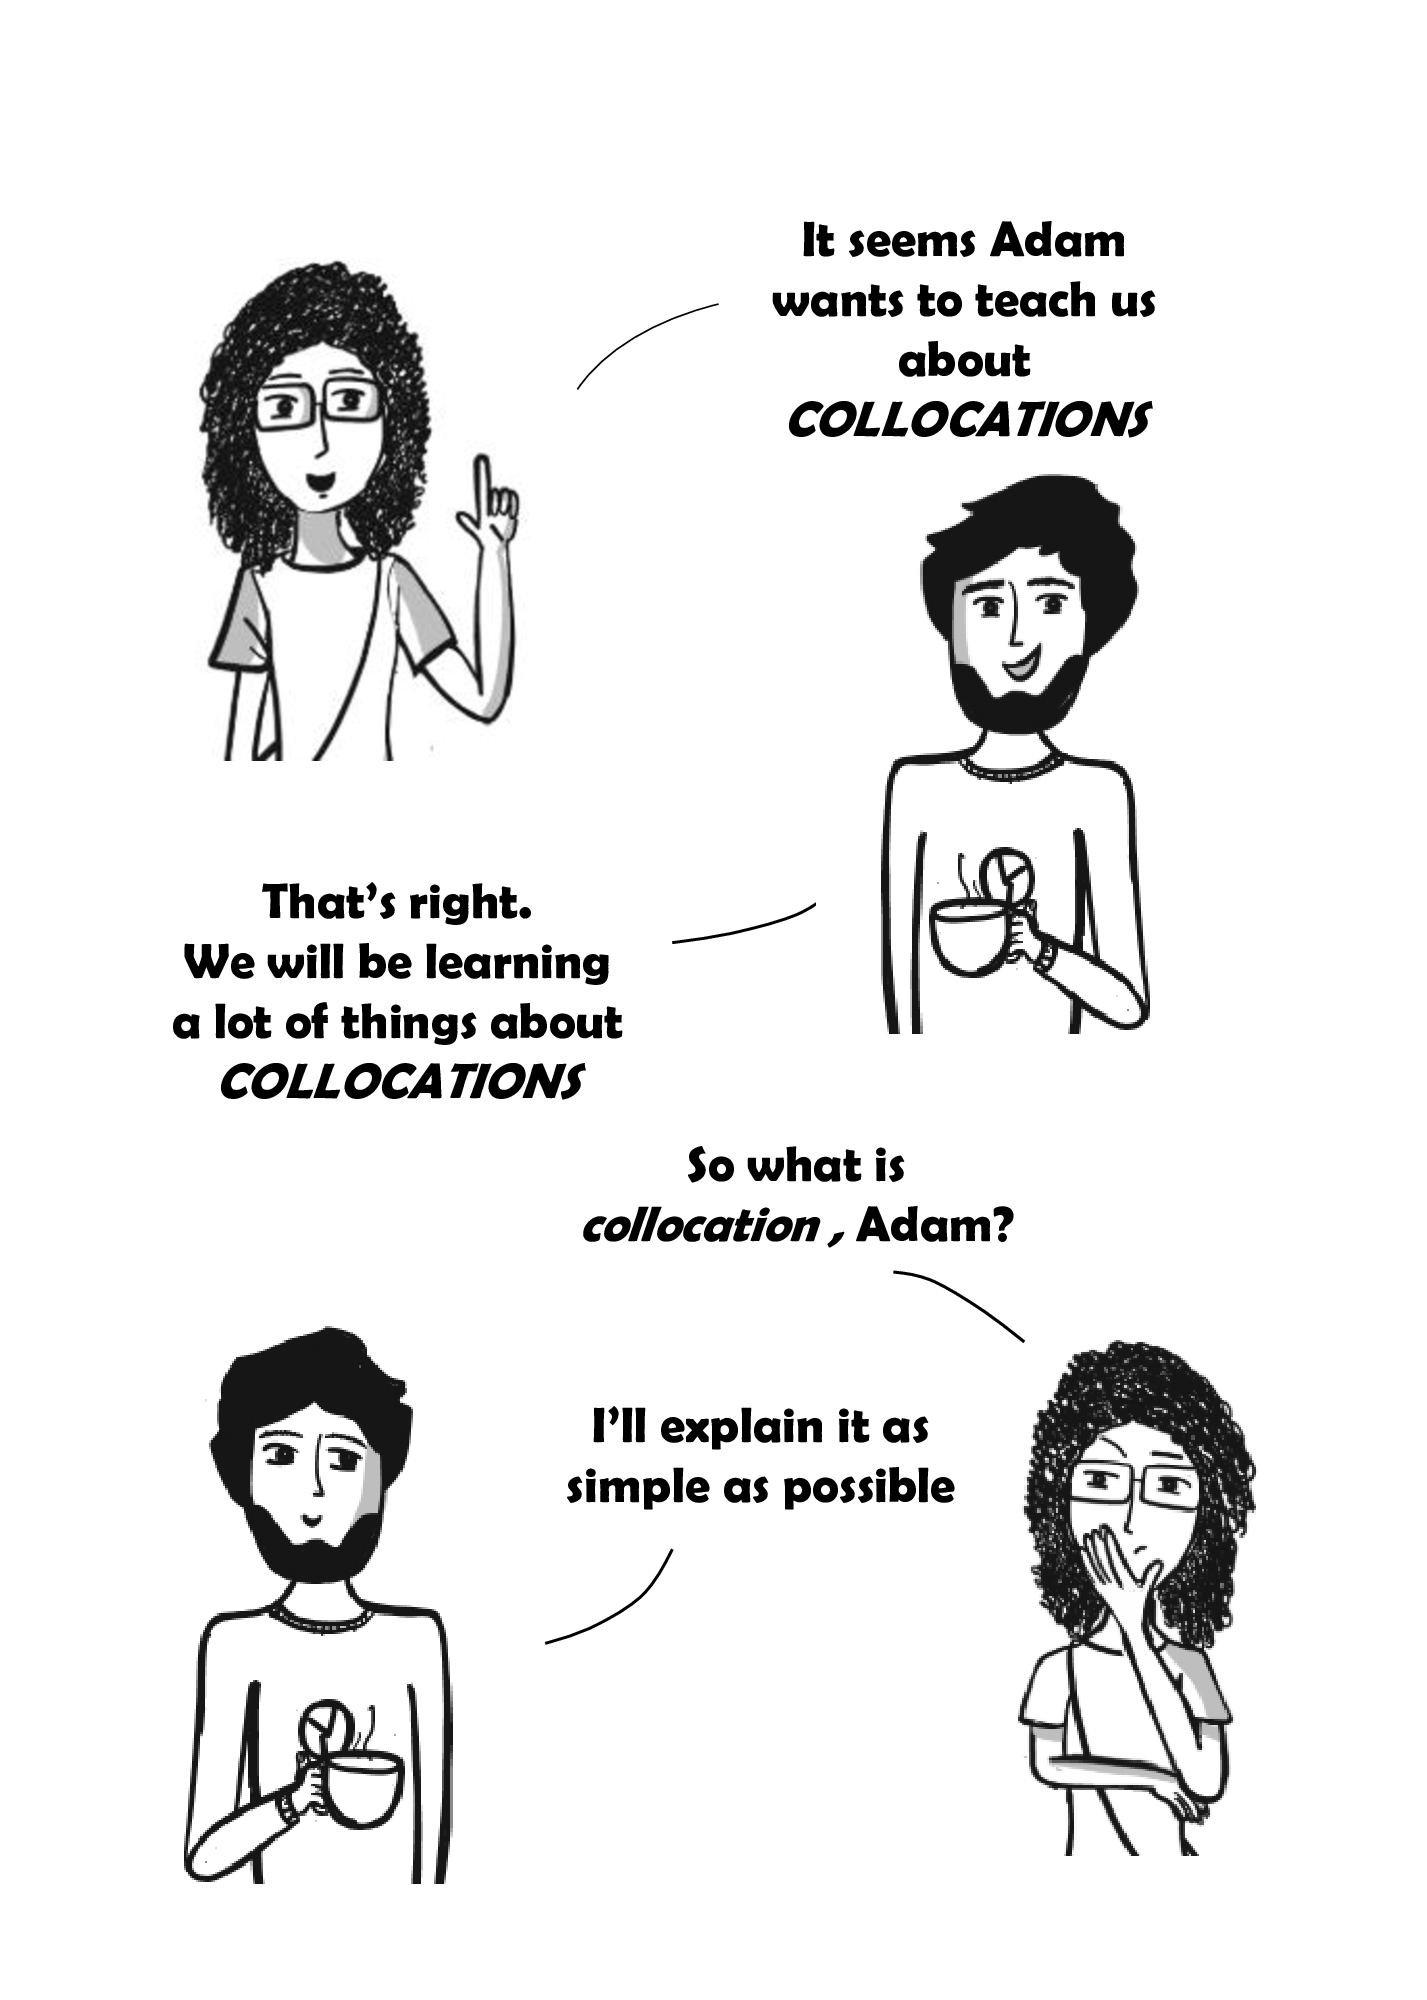 It seems Adam
wants to teach us
about
COLLOCATIONS
That's right.
We will be learning
a lot of things about
COLLOCATIONS
So what is
collocation , Adam?
I'll explain it as
simple as possible